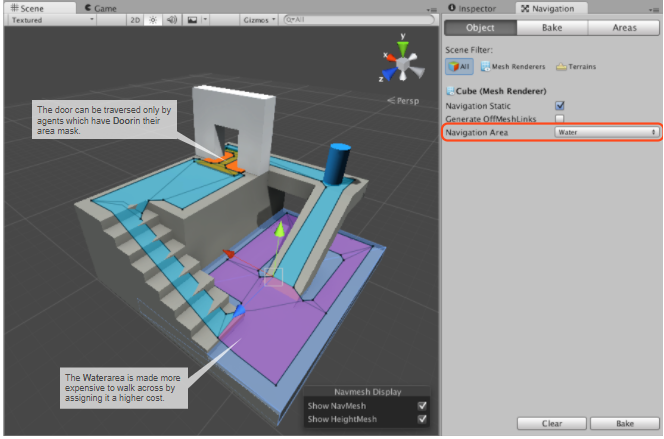 Scene
Game
Textured
2D
Gizmos
All
y
x
z
Persp
The door can be traversed only by
agents which have Doorin their
area mask.
The Waterarea is made more
expensive to walk across by
assigning it a higher cost.
Navmesh Display
Show NavMesh
Show HeightMesh
Inspector
Navigation
Object
Bake
Areas
Scene Filter:
All
Mesh Renderers
Terrains
Cube (Mesh Renderer)
Navigation Static
Generate OffMeshLinks
Navigation Area
Water
Clear
Bake